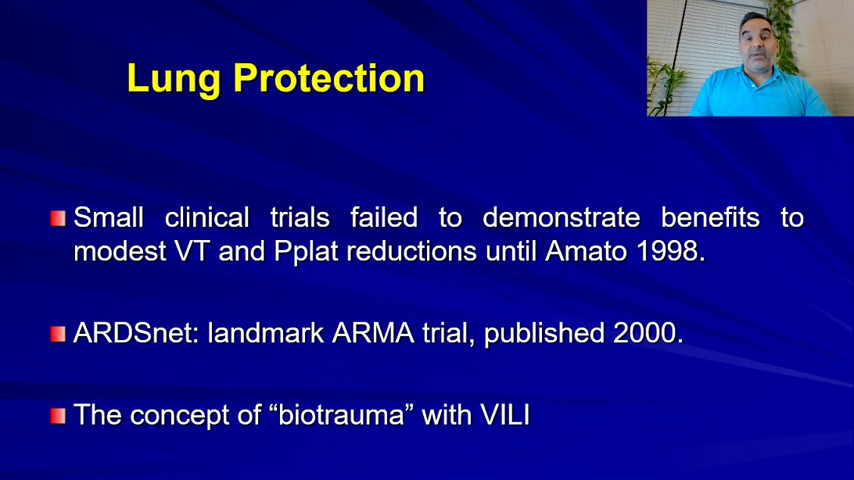 Lung Protection
Small clinical trials failed to demonstrate benefits to
modest VT and Pplat reductions until Amato 1998.
ARDSnet: landmark ARMA trial, published 2000.
The concept of “biotrauma” with VILI